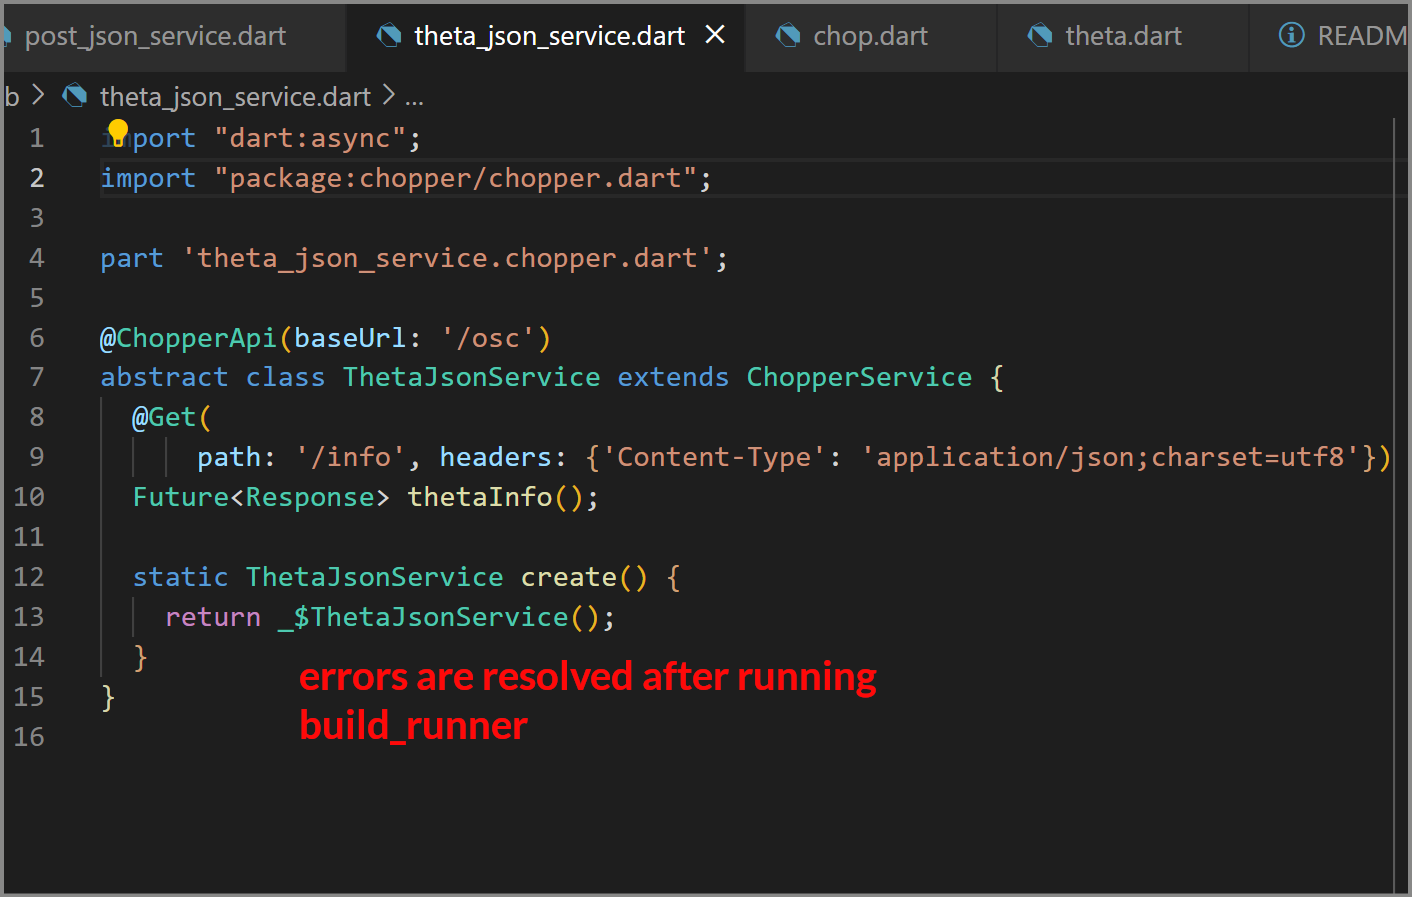 post_json_service.dart theta_json_service.dart chop.dart theta.dart READM
b > theta_json_service.dart > ...
1 import "dart:async";
2 import "package:chopper/chopper.dart";
3
4 part 'theta_json_service.chopper.dart';
5
6 @ChopperApi(baseUrl: '/osc')
7 abstract class ThetaJsonService extends ChopperService {
8 @Get(
9 path: '/info', headers: {'Content-Type': 'application/json;charset=utf8'})
10 Future<Response> thetaInfo();
11
12 static ThetaJsonService create() {
13 return _$ThetaJsonService();
14 }
15 }
16
errors are resolved after running
build_runner